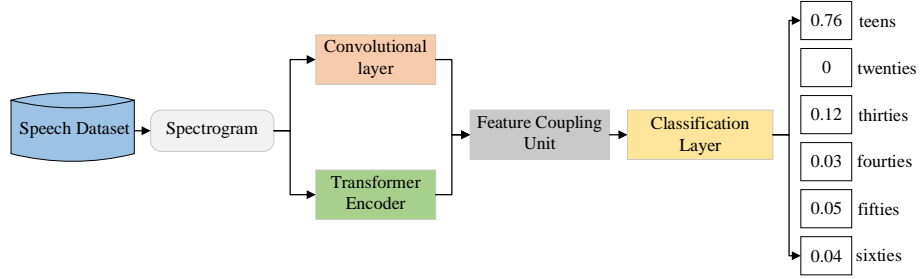 Speech Dataset
Spectrogram
Convolutional
layer
Transformer
Encoder
Feature Coupling
Unit
Classification
Layer
0.76 teens
0 twenties
0.12 thirties
0.03 fourties
0.05 fifties
0.04 sixties